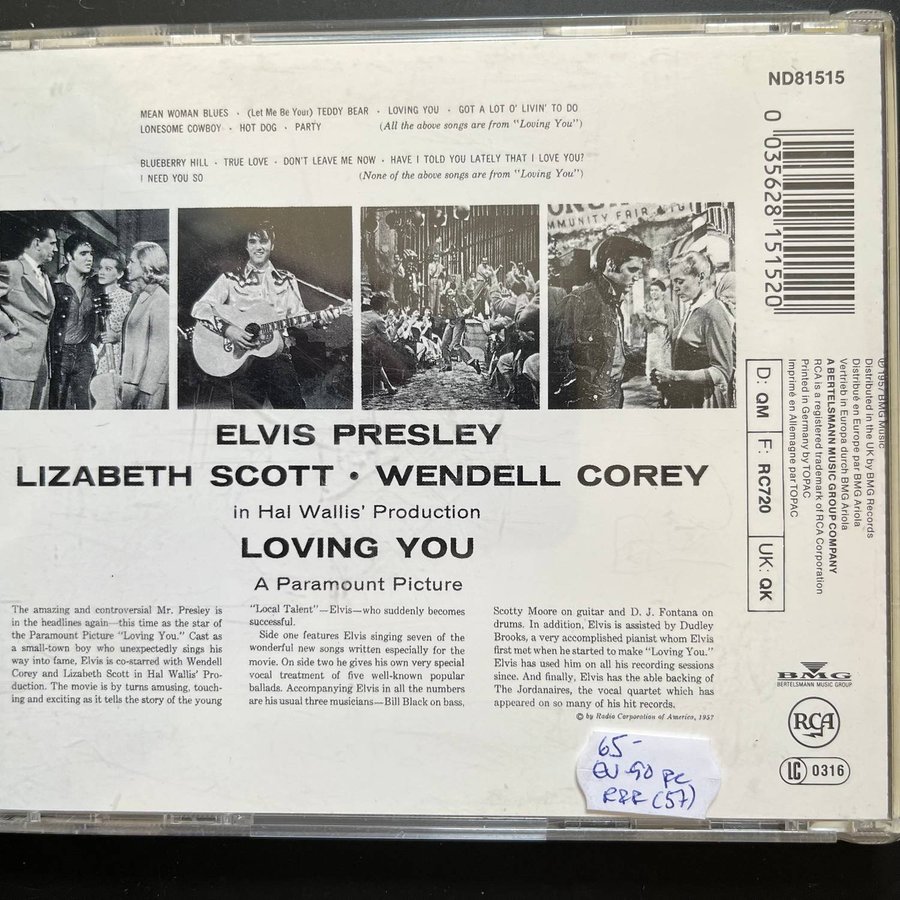 MEAN WOMAN BLUES · (Let Me Be Your) TEDDY BEAR · LOVING YOU · GOT A LOT O' LIVIN' TO DO
LONESOME COWBOY · HOT DOG · PARTY (All the above songs are from "Loving You")
BLUEBERRY HILL · TRUE LOVE · DON'T LEAVE ME NOW · HAVE I TOLD YOU LATELY THAT I LOVE YOU?
I NEED YOU SO (None of the above songs are from "Loving You")
MMUNITY FAIR
ELVIS PRESLEY
LIZABETH SCOTT · WENDELL COREY
in Hal Wallis' Production
LOVING YOU
A Paramount Picture
The amazing and controversial Mr. Presley is
in the headlines again—this time as the star of
the Paramount Picture "Loving You." Cast as
a small-town boy who unexpectedly sings his
way into fame, Elvis is co-starred with Wendell
Corey and Lizabeth Scott in Hal Wallis' Pro-
duction. The movie is by turns amusing, touch-
ing and exciting as it tells the story of the young
"Local Talent"—Elvis—who suddenly becomes
successful.
Side one features Elvis singing seven of the
wonderful new songs written especially for the
movie. On side two he gives his own very special
vocal treatment of five well-known popular
ballads. Accompanying Elvis in all the numbers
are his usual three musicians—Bill Black on bass,
Scotty Moore on guitar and D. J. Fontana on
drums. In addition, Elvis is assisted by Dudley
Brooks, a very accomplished pianist whom Elvis
first met when he started to make "Loving You."
Elvis has used him on all his recording sessions
since. And finally, Elvis has the able backing of
The Jordanaires, the vocal quartet which has
appeared on so many of his hit records.
© by Radio Corporation of America, 1957
65-
EU 90 RE
(57)
ND81515
0 035628 151520
℗ 1957 BMG Music
Distributed in the UK by BMG Records
Distribué en Europe par BMG Ariola
Vertrieb in Europa durch BMG Ariola
A BERTELSMANN MUSIC GROUP COMPANY
RCA is a registered trademark of RCA Corporation
Printed in Germany by TOPAC
Imprimé en Allemagne par TOPAC
D: QM F: RC720 UK: QK
BMG
BERTELSMANN MUSIC GROUP
RCA
LC 0316